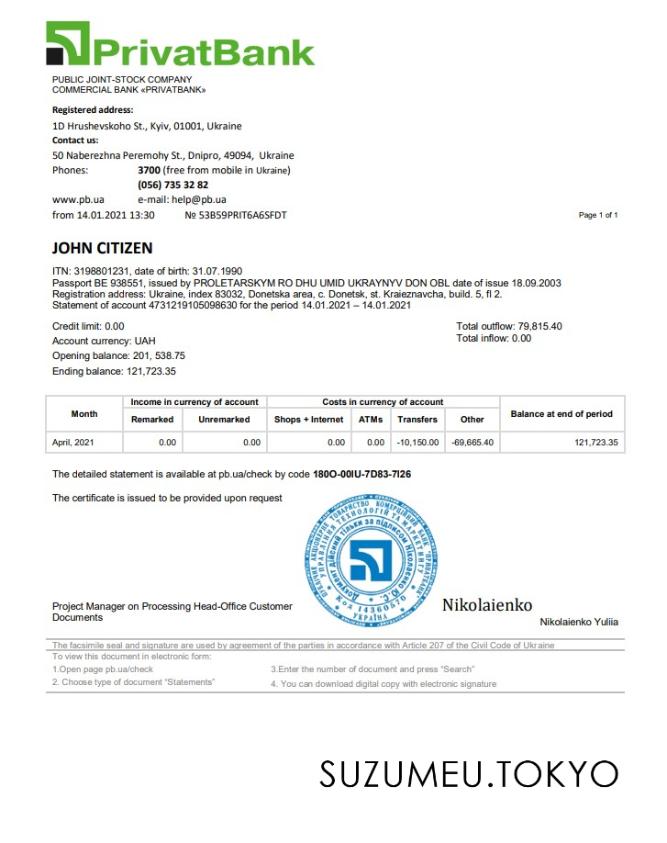 PrivatBank
PUBLIC JOINT-STOCK COMPANY
COMMERCIAL BANK «PRIVATBANK»
Registered address:
1D Hrushevskoho St., Kyiv, 01001, Ukraine
Contact us:
50 Naberezhna Peremohy St., Dnipro, 49094, Ukraine
Phones: 3700 (free from mobile in Ukraine)
(056) 735 32 82
www.pb.ua e-mail: help@pb.ua
from 14.01.2021 13:30 № 53B59PRIT6A6SFDT Page 1 of 1
JOHN CITIZEN
ITN: 3198801231, date of birth: 31.07.1990
Passport BE 938551, issued by PROLETARSKYM RO DHU UMID UKRAYNYV DON OBL date of issue 18.09.2003
Registration address: Ukraine, index 83032, Donetska area, c. Donetsk, st. Kraieznavcha, build. 5, fl 2.
Statement of account 4731219105098630 for the period 14.01.2021 – 14.01.2021
Credit limit: 0.00 Total outflow: 79,815.40
Account currency: UAH Total inflow: 0.00
Opening balance: 201, 538.75
Ending balance: 121,723.35
Month Income in currency of account Costs in currency of account Balance at end of period
Remarked Unremarked Shops + Internet ATMs Transfers Other
April, 2021 0.00 0.00 0.00 0.00 -10,150.00 -69,665.40 121,723.35
The detailed statement is available at pb.ua/check by code 180O-00IU-7D83-7I26
The certificate is issued to be provided upon request
Документ дійсний тільки за підписом Ніколаєнко Ю.С.
Код 14360570
УКРАЇНА
Project Manager on Processing Head-Office Customer
Documents
Nikolaienko
Nikolaienko Yuliia
The facsimile seal and signature are used by agreement of the parties in accordance with Article 207 of the Civil Code of Ukraine
To view this document in electronic form:
1.Open page pb.ua/check 3.Enter the number of document and press “Search”
2. Choose type of document “Statements” 4. You can download digital copy with electronic signature
SUZUMEU.TOKYO